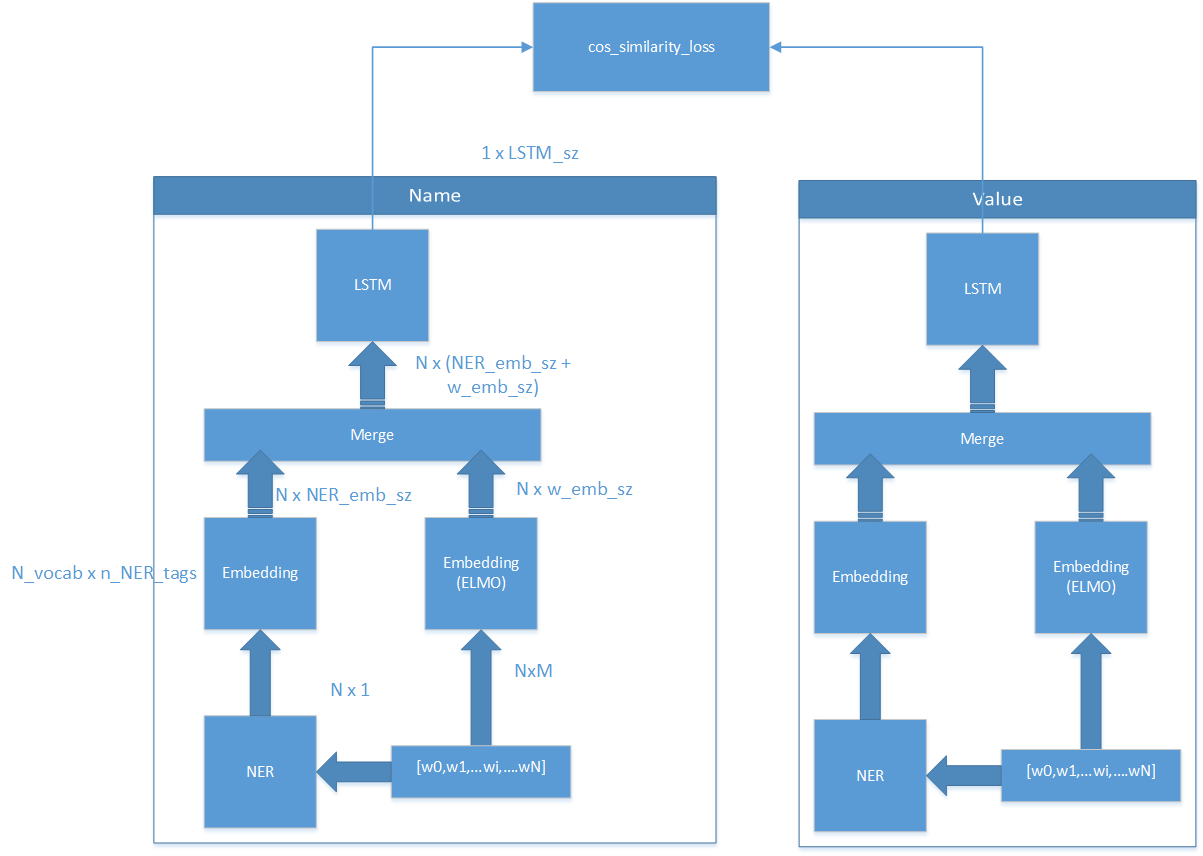 cos_similarity_loss
1 x LSTM_sz
Name
LSTM
N x (NER_emb_sz +
w_emb_sz)
Merge
N x NER_emb_sz
N x w_emb_sz
N_vocab x n_NER_tags
Embedding
Embedding
(ELMO)
N x 1
NxM
NER
[w0,w1,...wi,....wN]
Value
LSTM
Merge
Embedding
Embedding
(ELMO)
NER
[w0,w1,...wi,....wN]